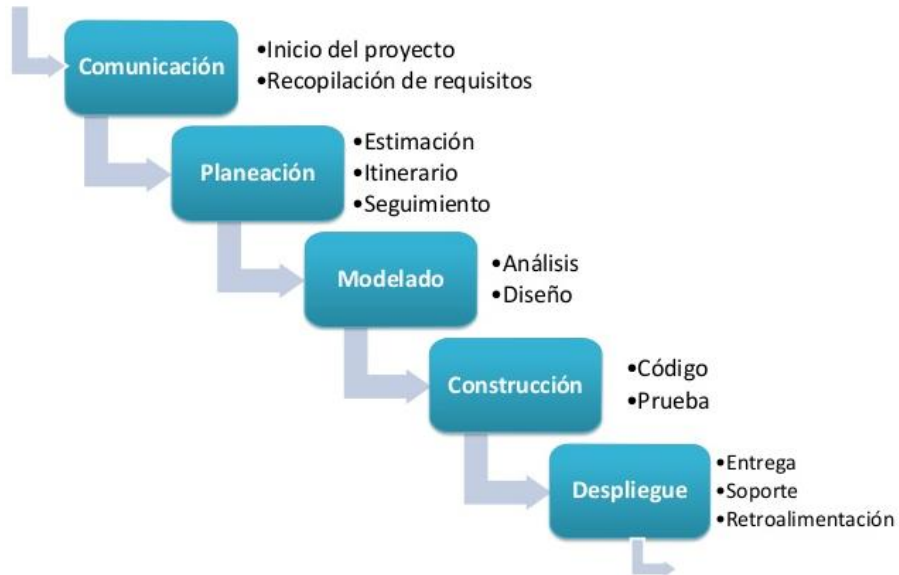 Comunicación
•Inicio del proyecto
•Recopilación de requisitos
Planeación
•Estimación
•Itinerario
•Seguimiento
Modelado
•Análisis
•Diseño
Construcción
•Código
•Prueba
Despliegue
•Entrega
•Soporte
•Retroalimentación